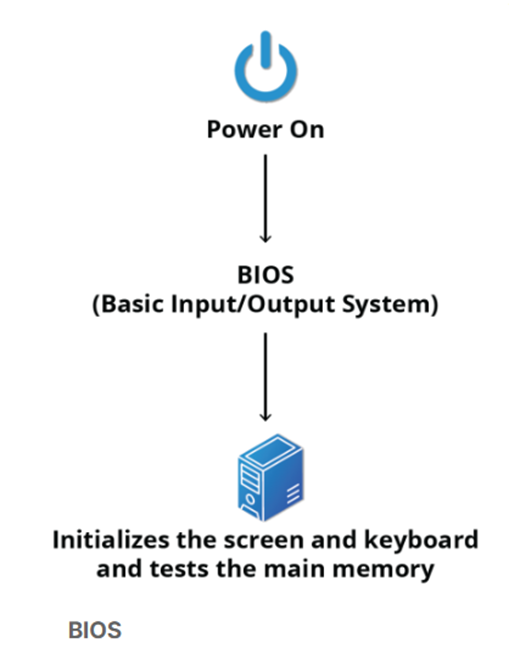 Power On
BIOS
(Basic Input/Output System)
Initializes the screen and keyboard
and tests the main memory
BIOS